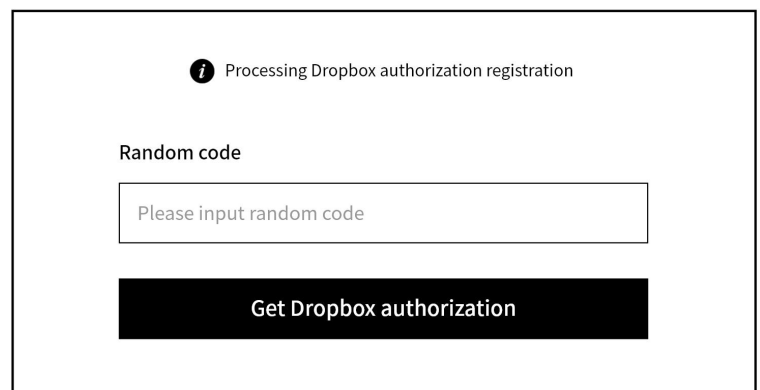 Processing Dropbox authorization registration
Random code
Please input random code
Get Dropbox authorization